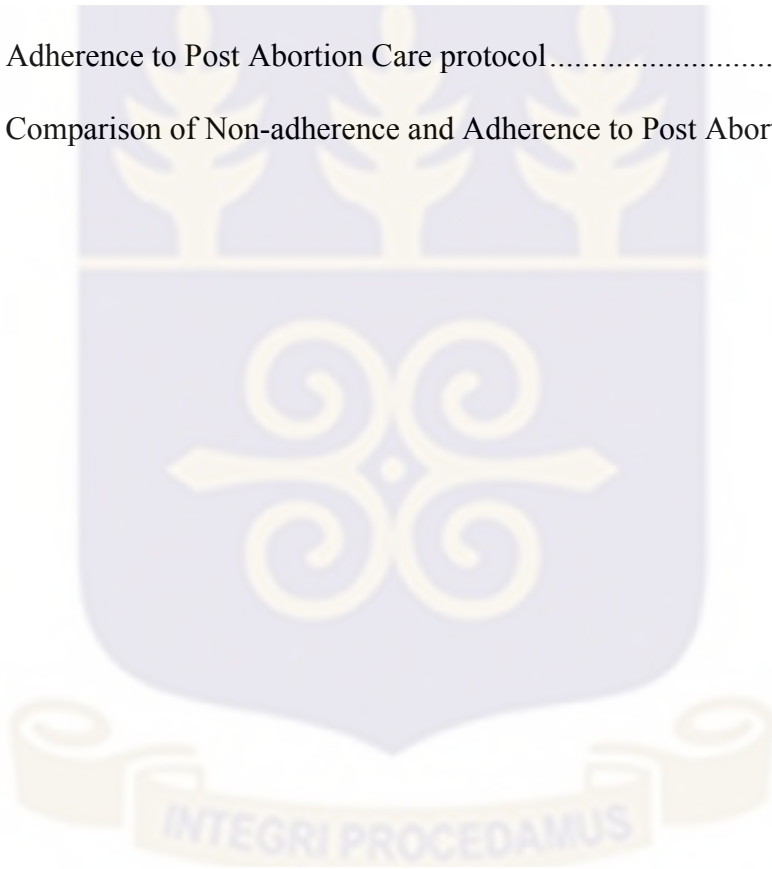 Adherence to Post Abortion Care protocol............................
Comparison of Non-adherence and Adherence to Post Abor
INTEGRI PROCEDAMUS